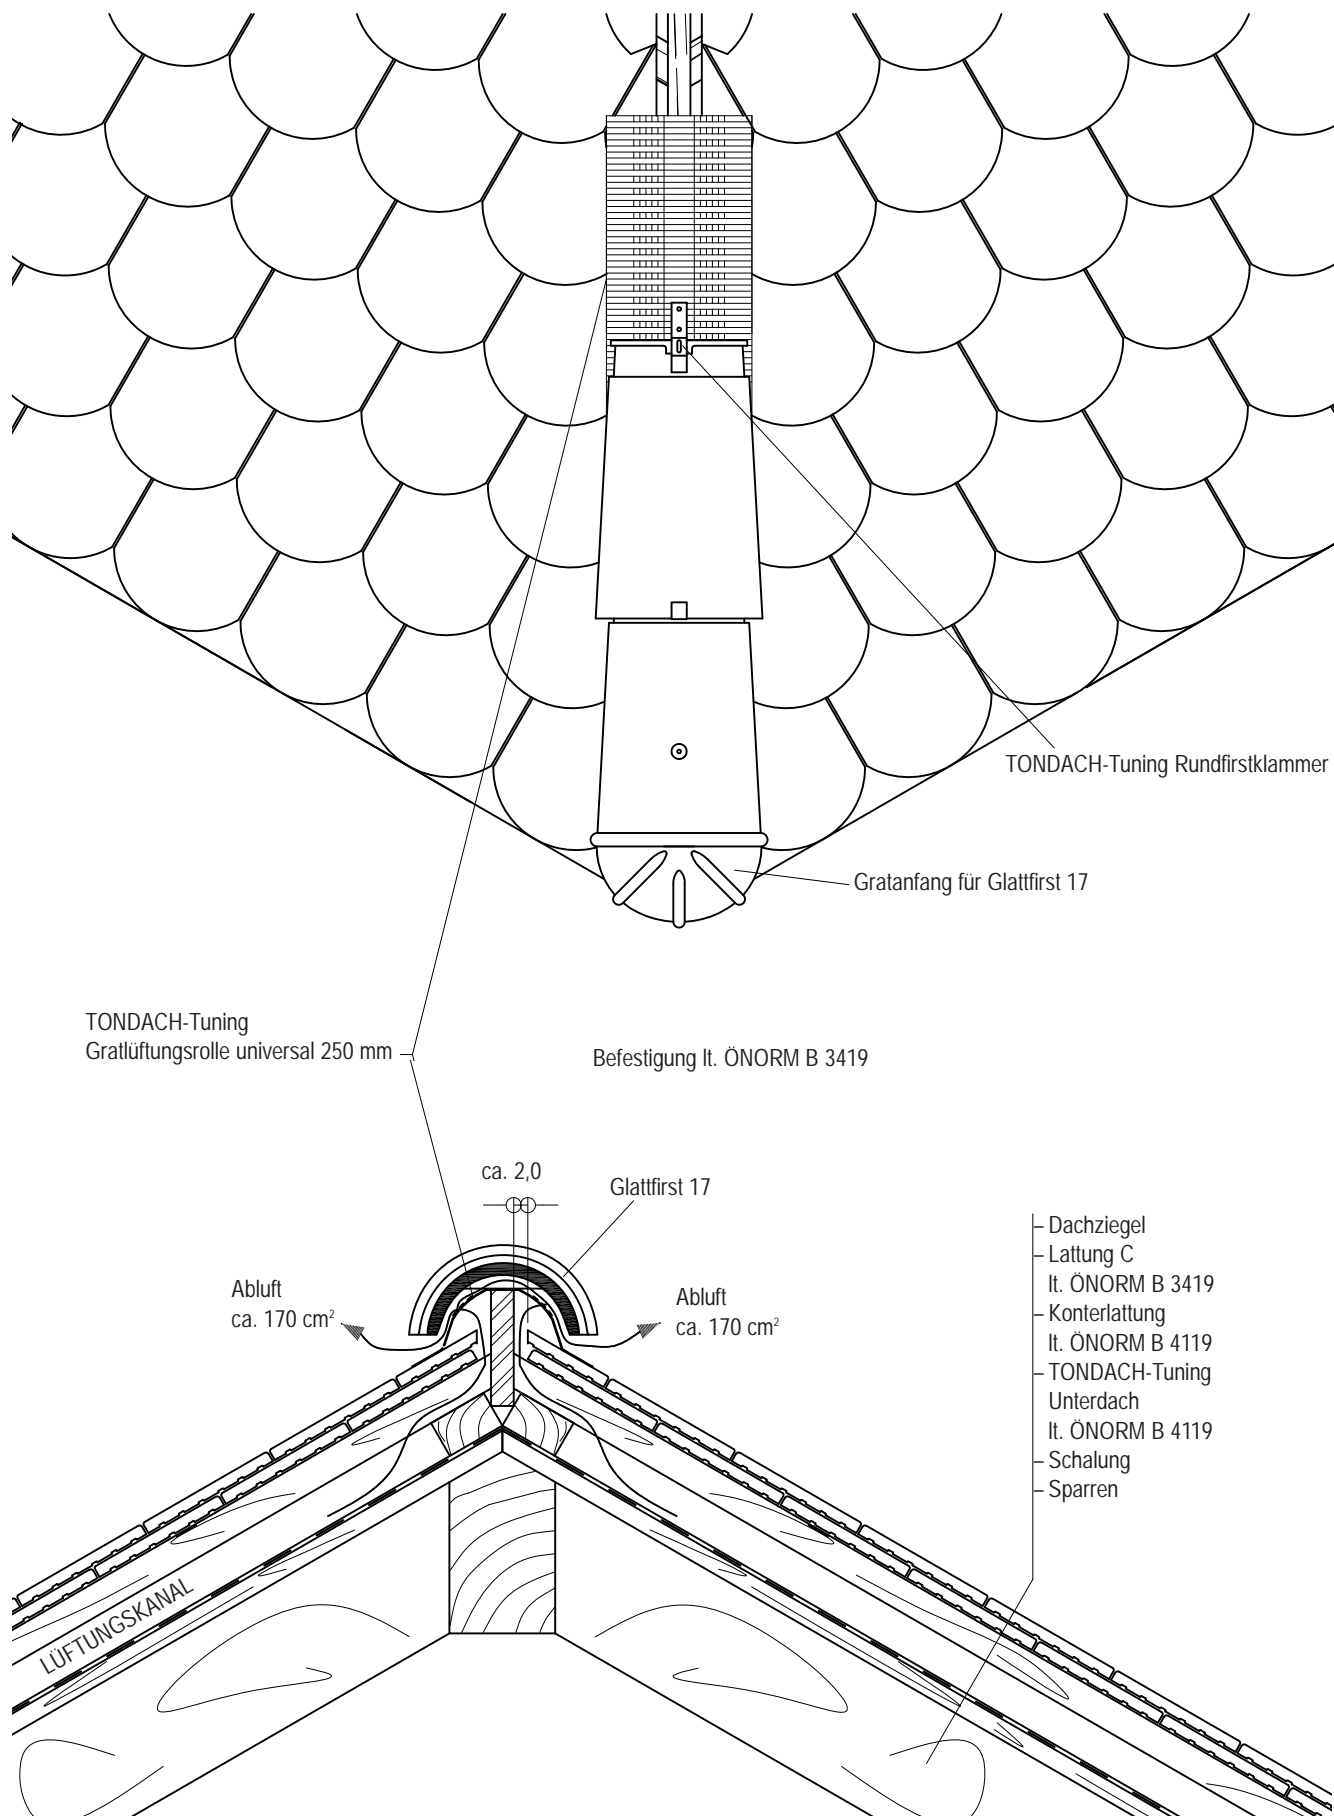 TONDACH-Tuning Rundfirstklammer
Gratanfang für Glattfirst 17
TONDACH-Tuning
Gratlüftungsrolle universal 250 mm
Befestigung lt. ÖNORM B 3419
ca. 2,0
Glattfirst 17
Abluft
ca. 170 cm²
Abluft
ca. 170 cm²
Dachziegel
Lattung C
lt. ÖNORM B 3419
Konterlattung
lt. ÖNORM B 4119
TONDACH-Tuning
Unterdach
lt. ÖNORM B 4119
Schalung
Sparren
LÜFTUNGSKANAL